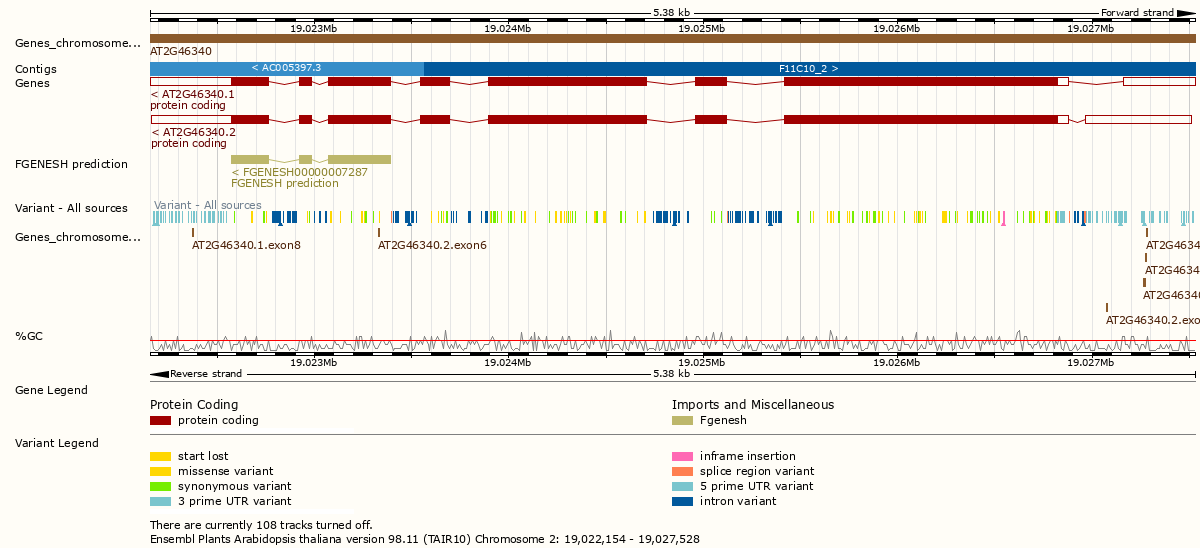 5.38 kb Forward strand
19.023Mb 19.024Mb 19.025Mb 19.026Mb 19.027Mb
Genes_chromosome...
AT2G46340
Contigs < AC005397.3 F11C10_2 >
Genes
< AT2G46340.1
protein coding
< AT2G46340.2
protein coding
FGENESH prediction
< FGENESH00000007287
FGENESH prediction
Variant - All sources Variant - All sources
Genes_chromosome...
AT2G46340.1.exon8 AT2G46340.2.exon6 AT2G4634
AT2G4634
AT2G46340
AT2G46340.2.exo
%GC
19.023Mb 19.024Mb 19.025Mb 19.026Mb 19.027Mb
Reverse strand 5.38 kb
Gene Legend
Protein Coding Imports and Miscellaneous
protein coding Fgenesh
Variant Legend
start lost inframe insertion
missense variant splice region variant
synonymous variant 5 prime UTR variant
3 prime UTR variant intron variant
There are currently 108 tracks turned off.
Ensembl Plants Arabidopsis thaliana version 98.11 (TAIR10) Chromosome 2: 19,022,154 - 19,027,528